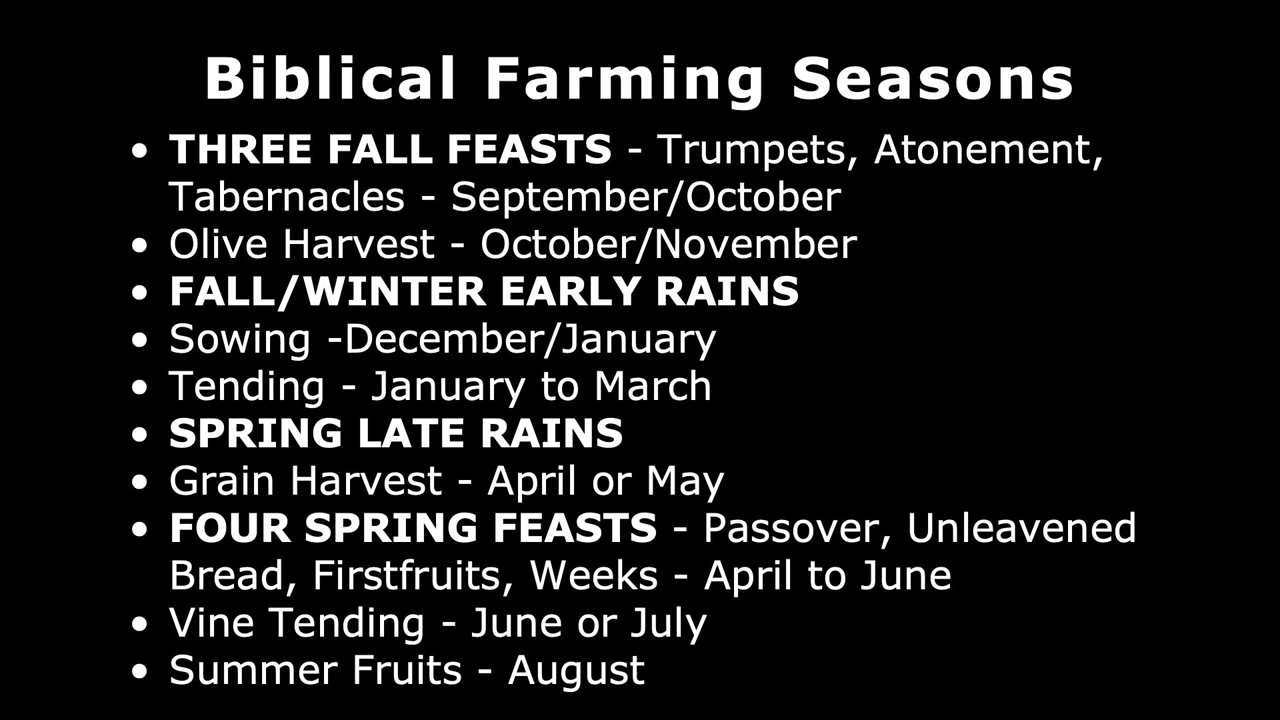 Biblical Farming Seasons
• THREE FALL FEASTS - Trumpets, Atonement,
Tabernacles - September/October
• Olive Harvest - October/November
• FALL/WINTER EARLY RAINS
• Sowing -December/January
• Tending - January to March
• SPRING LATE RAINS
• Grain Harvest - April or May
• FOUR SPRING FEASTS - Passover, Unleavened
Bread, Firstfruits, Weeks - April to June
• Vine Tending - June or July
• Summer Fruits - August